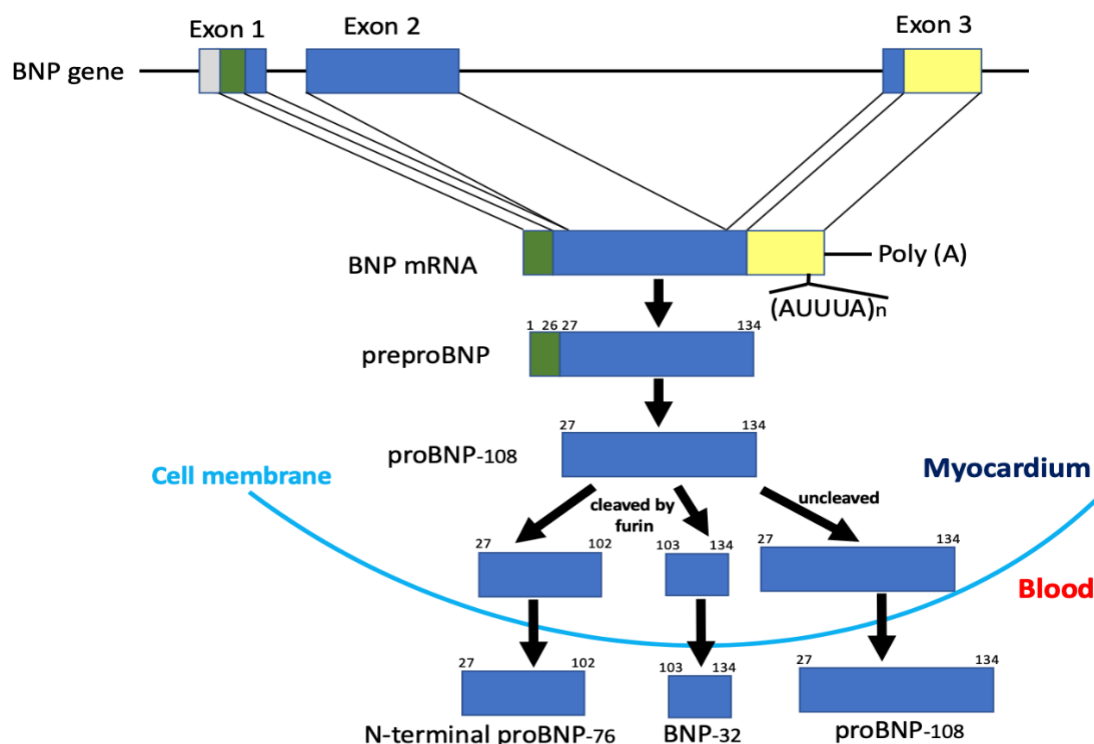 Exon 1
Exon 2
Exon 3
BNP gene
BNP mRNA
Poly (A)
(AUUUA)n
1 26 27 134
preproBNP
27 134
proBNP-108
Cell membrane
Myocardium
cleaved by
furin
uncleaved
27 102
103 134
27 134
Blood
27 102
103 134
27 134
N-terminal proBNP-76
BNP-32
proBNP-108